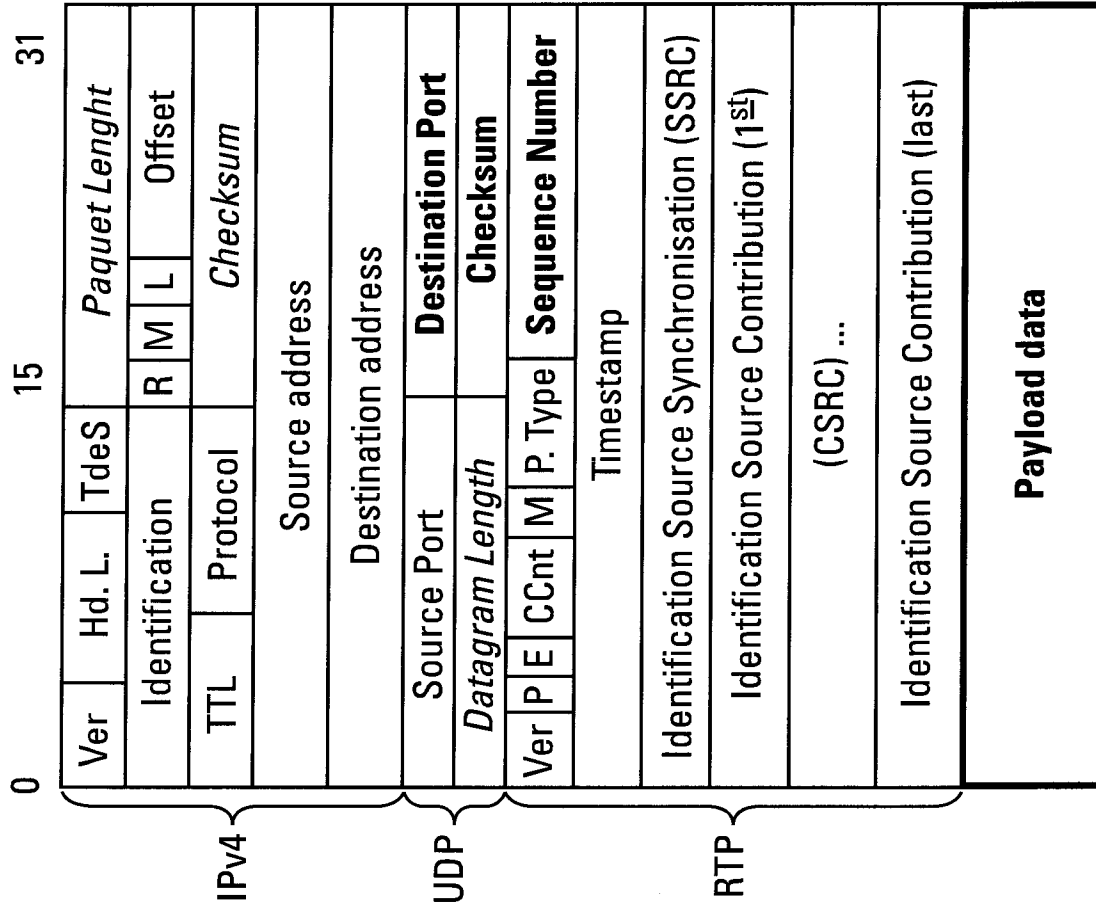 0 15 31
IPv4
Ver Hd. L. TdeS Paquet Lenght
Identification R M L Offset
TTL Protocol Checksum
Source address
Destination address
UDP
Source Port Destination Port
Datagram Length Checksum
RTP
Ver P E CCnt M P. Type Sequence Number
Timestamp
Identification Source Synchronisation (SSRC)
Identification Source Contribution (1st)
(CSRC) ...
Identification Source Contribution (last)
Payload data